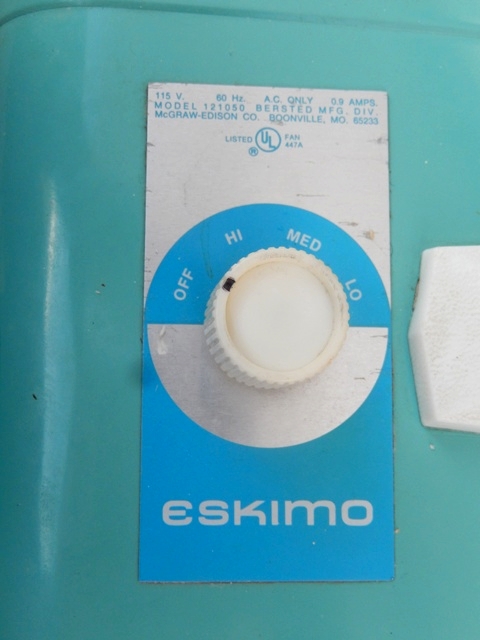 115 V. 60 Hz. A.C. ONLY 0.9 AMPS.
MODEL 121050 BERSTED MFG. DIV.
McGRAW-EDISON CO. BOONVILLE, MO. 65233
LISTED UL ® FAN 447A
OFF HI MED LO
ESKIMO